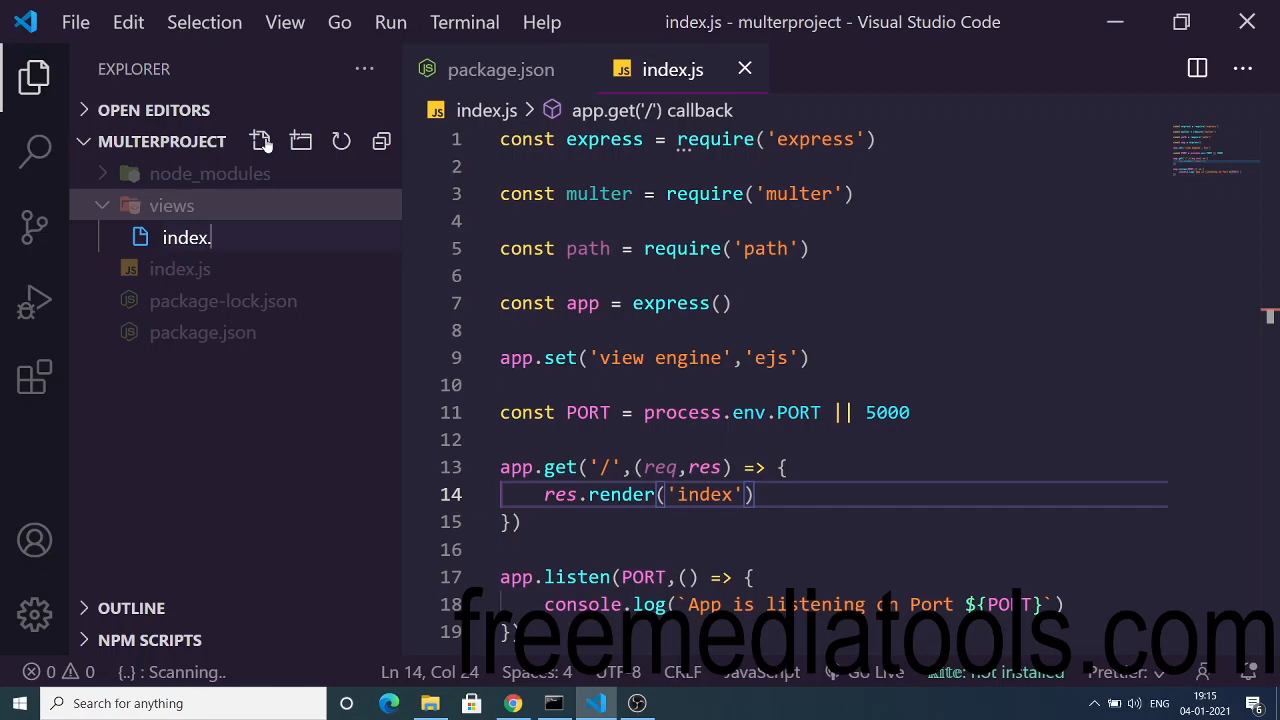 File Edit Selection View Go Run Terminal Help
index.js - multerproject - Visual Studio Code
EXPLORER
OPEN EDITORS
MULTERPROJECT
node_modules
views
index.
index.js
package-lock.json
package.json
OUTLINE
NPM SCRIPTS
package.json
JS index.js
JS index.js > app.get('/') callback
1 const express = require('express')
2
3 const multer = require('multer')
4
5 const path = require('path')
6
7 const app = express()
8
9 app.set('view engine','ejs')
10
11 const PORT = process.env.PORT || 5000
12
13 app.get('/',(req,res) => {
14 res.render('index')
15 })
16
17 app.listen(PORT,() => {
18 console.log(`App is listening on Port ${PORT}`)
19 })
freemediatools.com
0 0 {..} : Scanning.. Ln 14, Col 24 Spaces: 4 UTF-8 CRLF JavaScript Go Live kite: not installed Prettier:
Search for anything
ENG
19:15
04-01-2021
6